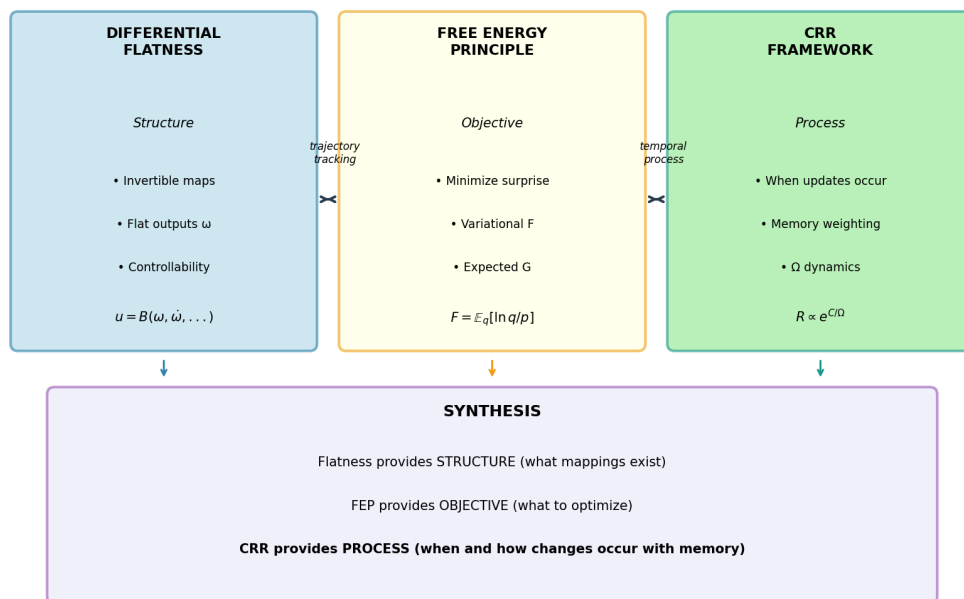 DIFFERENTIAL
FLATNESS
Structure
• Invertible maps
• Flat outputs ω
• Controllability
u = B(ω, ω̇, . . . )
trajectory
tracking
FREE ENERGY
PRINCIPLE
Objective
• Minimize surprise
• Variational F
• Expected G
F = 𝔼_q[ln q/p]
temporal
process
CRR
FRAMEWORK
Process
• When updates occur
• Memory weighting
• Ω dynamics
R ∝ e^{C/Ω}
SYNTHESIS
Flatness provides STRUCTURE (what mappings exist)
FEP provides OBJECTIVE (what to optimize)
CRR provides PROCESS (when and how changes occur with memory)